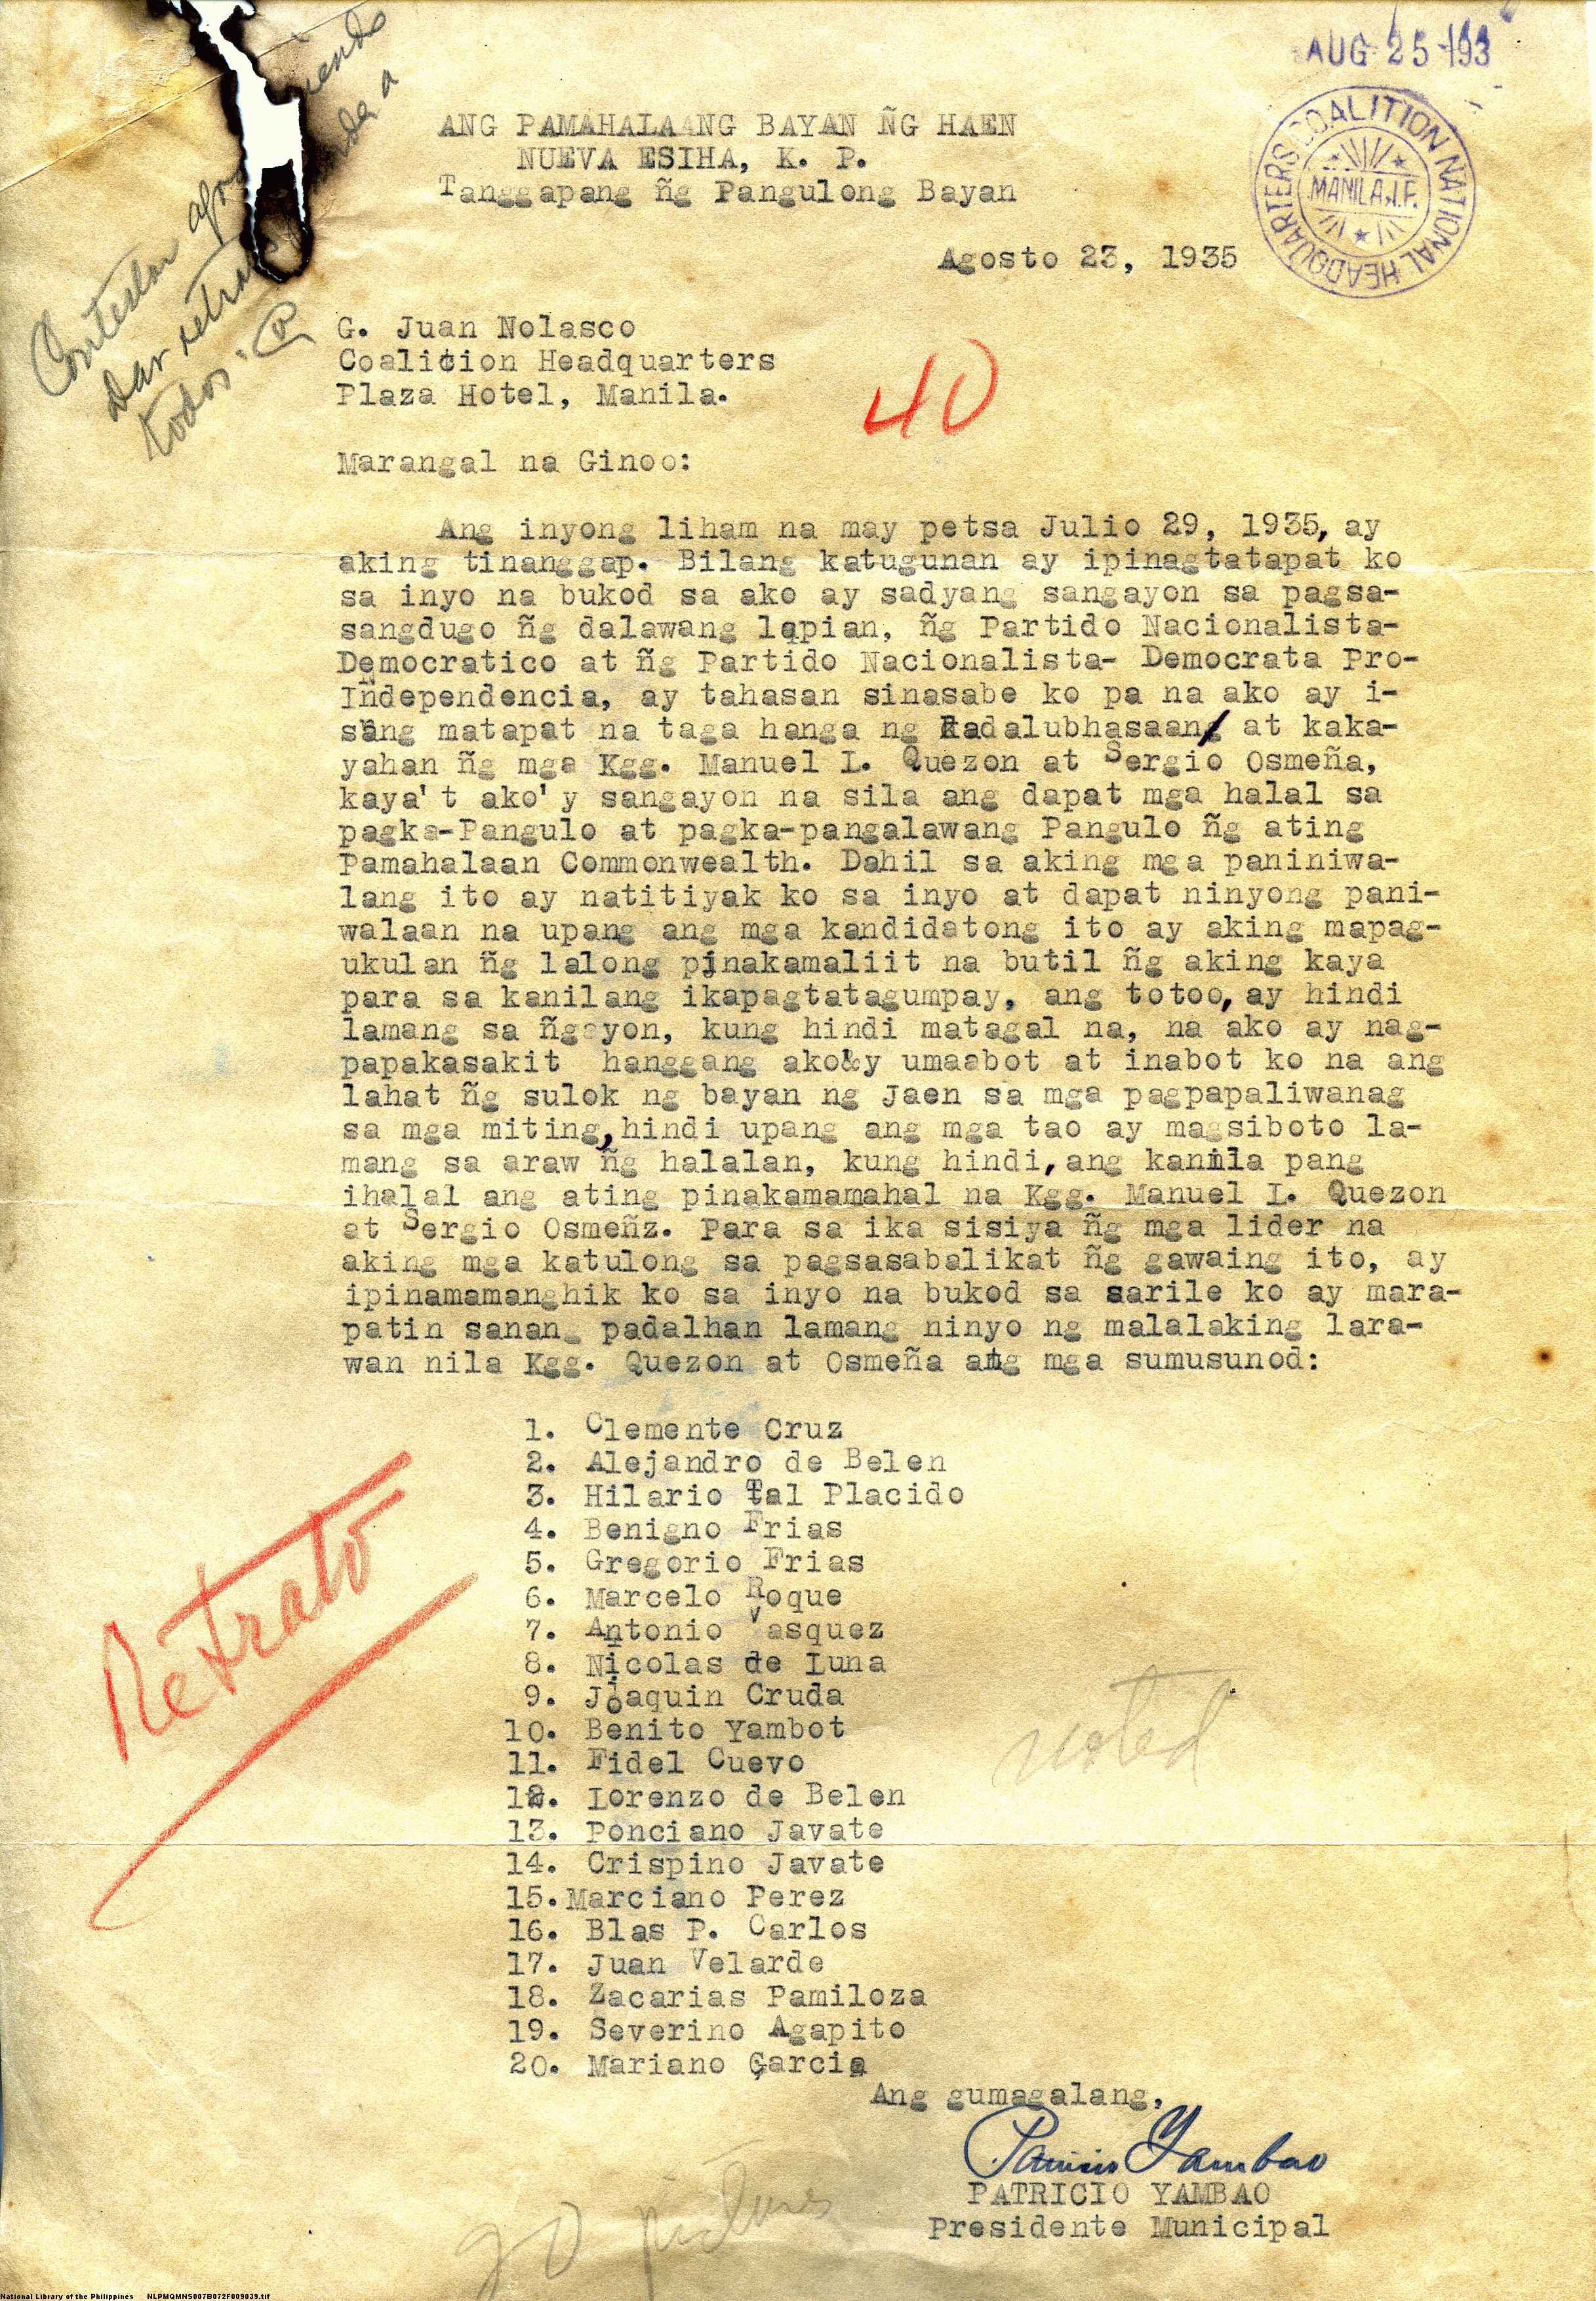 AUG 25 193
COALITION NATIONAL HEADQUARTERS
MANILA, I.F.
Contestar
dar
todos.
ANG PAMAHALAANG BAYAN ÑG HAEN
NUEVA ESIHA, K. P.
Tanggapang ñg Pangulong Bayan
Agosto 23, 1935
G. Juan Nolasco
Coalicion Headquarters
Plaza Hotel, Manila.
40
Marangal na Ginoo:
Ang inyong liham na may petsa Julio 29, 1935, ay
aking tinanggap. Bilang katugunan ay ipinagtatapat ko
sa inyo na bukod sa ako ay sadyang sangayon sa pagsa-
sangdugo ñg dalawang lapian, ñg Partido Nacionalista-
Democratico at ñg Partido Nacionalista- Democrata Pro-
Independencia, ay tahasan sinasabe ko pa na ako ay i-
sang matapat na taga hanga ng kadalubhasaan at kaka-
yahan ñg mga Kgg. Manuel L. Quezon at Sergio Osmeña,
kaya't ako'y sangayon na sila ang dapat mga halal sa
pagka-Pangulo at pagka-pangalawang Pangulo ñg ating
Pamahalaan Commonwealth. Dahil sa aking mga paniniwa-
lang ito ay natitiyak ko sa inyo at dapat ninyong pani-
walaan na upang ang mga kandidatong ito ay aking mapag-
ukulan ñg lalong pinakamaliit na butil ñg aking kaya
para sa kanilang ikapagtatagumpay, ang totoo, ay hindi
lamang sa ñgayon, kung hindi matagal na, na ako ay nag-
papakasakit hanggang ako&y umaabot at inabot ko na ang
lahat ñg sulok ng bayan ng Jaen sa mga pagpapaliwanag
sa mga miting, hindi upang ang mga tao ay magsiboto la-
mang sa araw ñg halalan, kung hindi, ang kanila pang
ihalal ang ating pinakamamahal na Kgg. Manuel L. Quezon
at Sergio Osmeñz. Para sa ika sisiya ñg mga lider na
aking mga katulong sa pagsasabalikat ñg gawaing ito, ay
ipinamamanghik ko sa inyo na bukod sa sarile ko ay mara-
patin sanang padalhan lamang ninyo ng malalaking lara-
wan nila Kgg. Quezon at Osmeña ang mga sumusunod:
1. Clemente Cruz
2. Alejandro de Belen
3. Hilario Tal Placido
4. Benigno Frias
5. Gregorio Frias
6. Marcelo Roque
7. Antonio Vasquez
8. Nicolas de Luna
9. Joaquin Cruda
10. Benito Yambot
11. Fidel Cuevo
12. Lorenzo de Belen
13. Ponciano Javate
14. Crispino Javate
15. Marciano Perez
16. Blas P. Carlos
17. Juan Velarde
18. Zacarias Pamiloza
19. Severino Agapito
20. Mariano Garcia
Retrato
noted
Ang gumagalang,
Patricio Yambao
PATRICIO YAMBAO
Presidente Municipal
20 pictures
National Library of the Philippines NLPMQMNS007B072F009039.tif